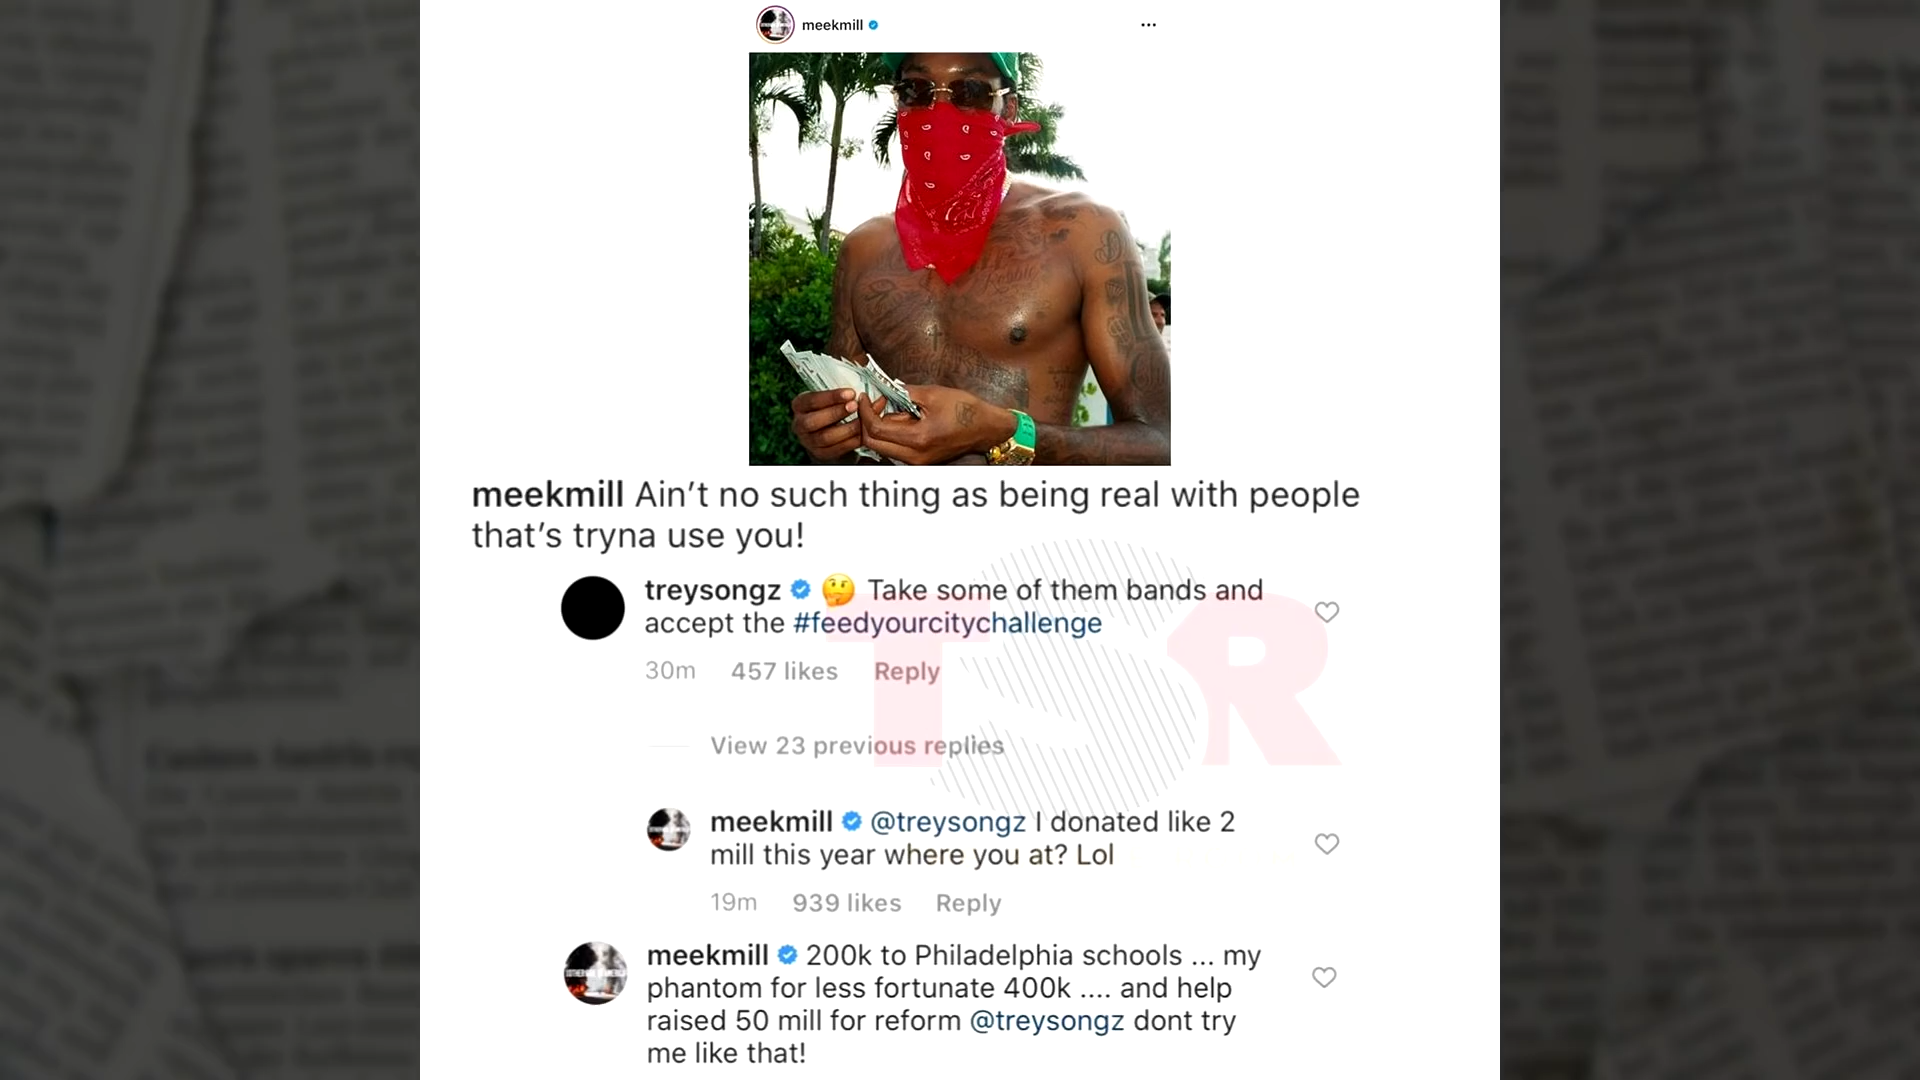 meekmill
meekmill Ain't no such thing as being real with people
that's tryna use you!
treysongz 🤔 Take some of them bands and
accept the #feedyourcitychallenge
30m 457 likes Reply
View 23 previous replies
TSR
meekmill @treysongz I donated like 2
mill this year where you at? Lol
19m 939 likes Reply
meekmill 200k to Philadelphia schools ... my
phantom for less fortunate 400k .... and help
raised 50 mill for reform @treysongz dont try
me like that!